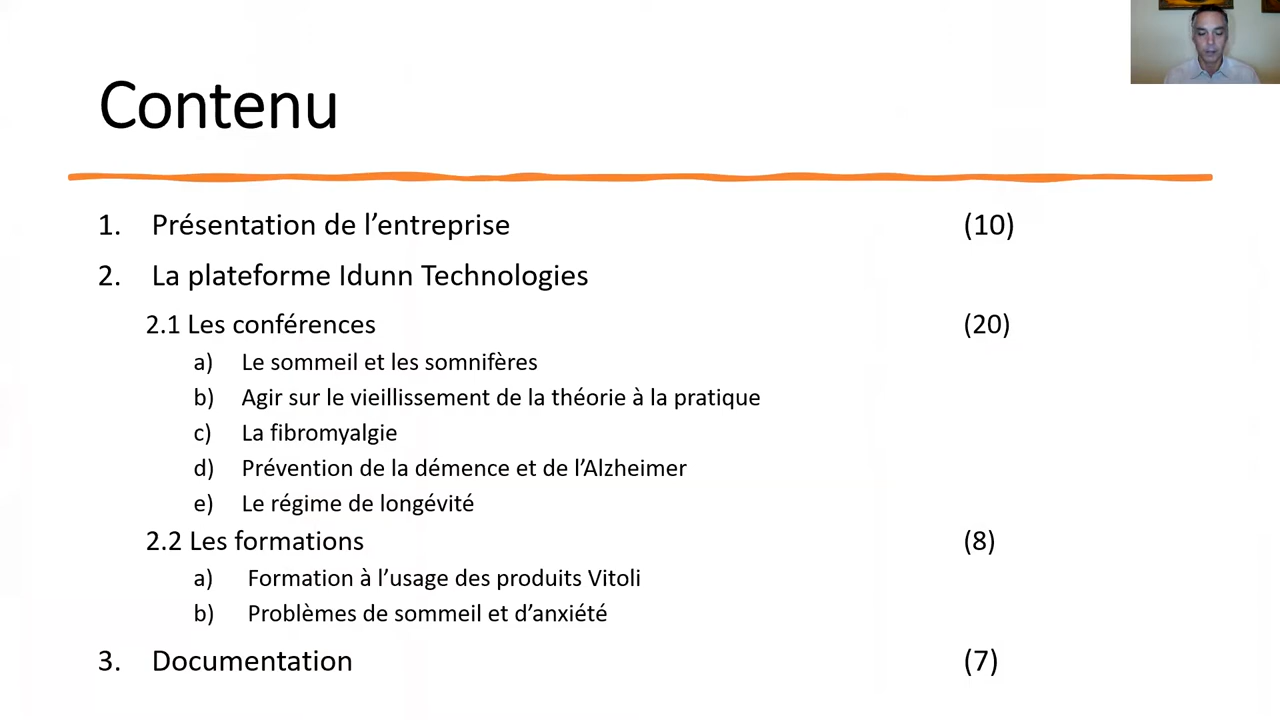 Contenu
1. Présentation de l’entreprise (10)
2. La plateforme Idunn Technologies
2.1 Les conférences (20)
a) Le sommeil et les somnifères
b) Agir sur le vieillissement de la théorie à la pratique
c) La fibromyalgie
d) Prévention de la démence et de l’Alzheimer
e) Le régime de longévité
2.2 Les formations (8)
a) Formation à l’usage des produits Vitoli
b) Problèmes de sommeil et d’anxiété
3. Documentation (7)